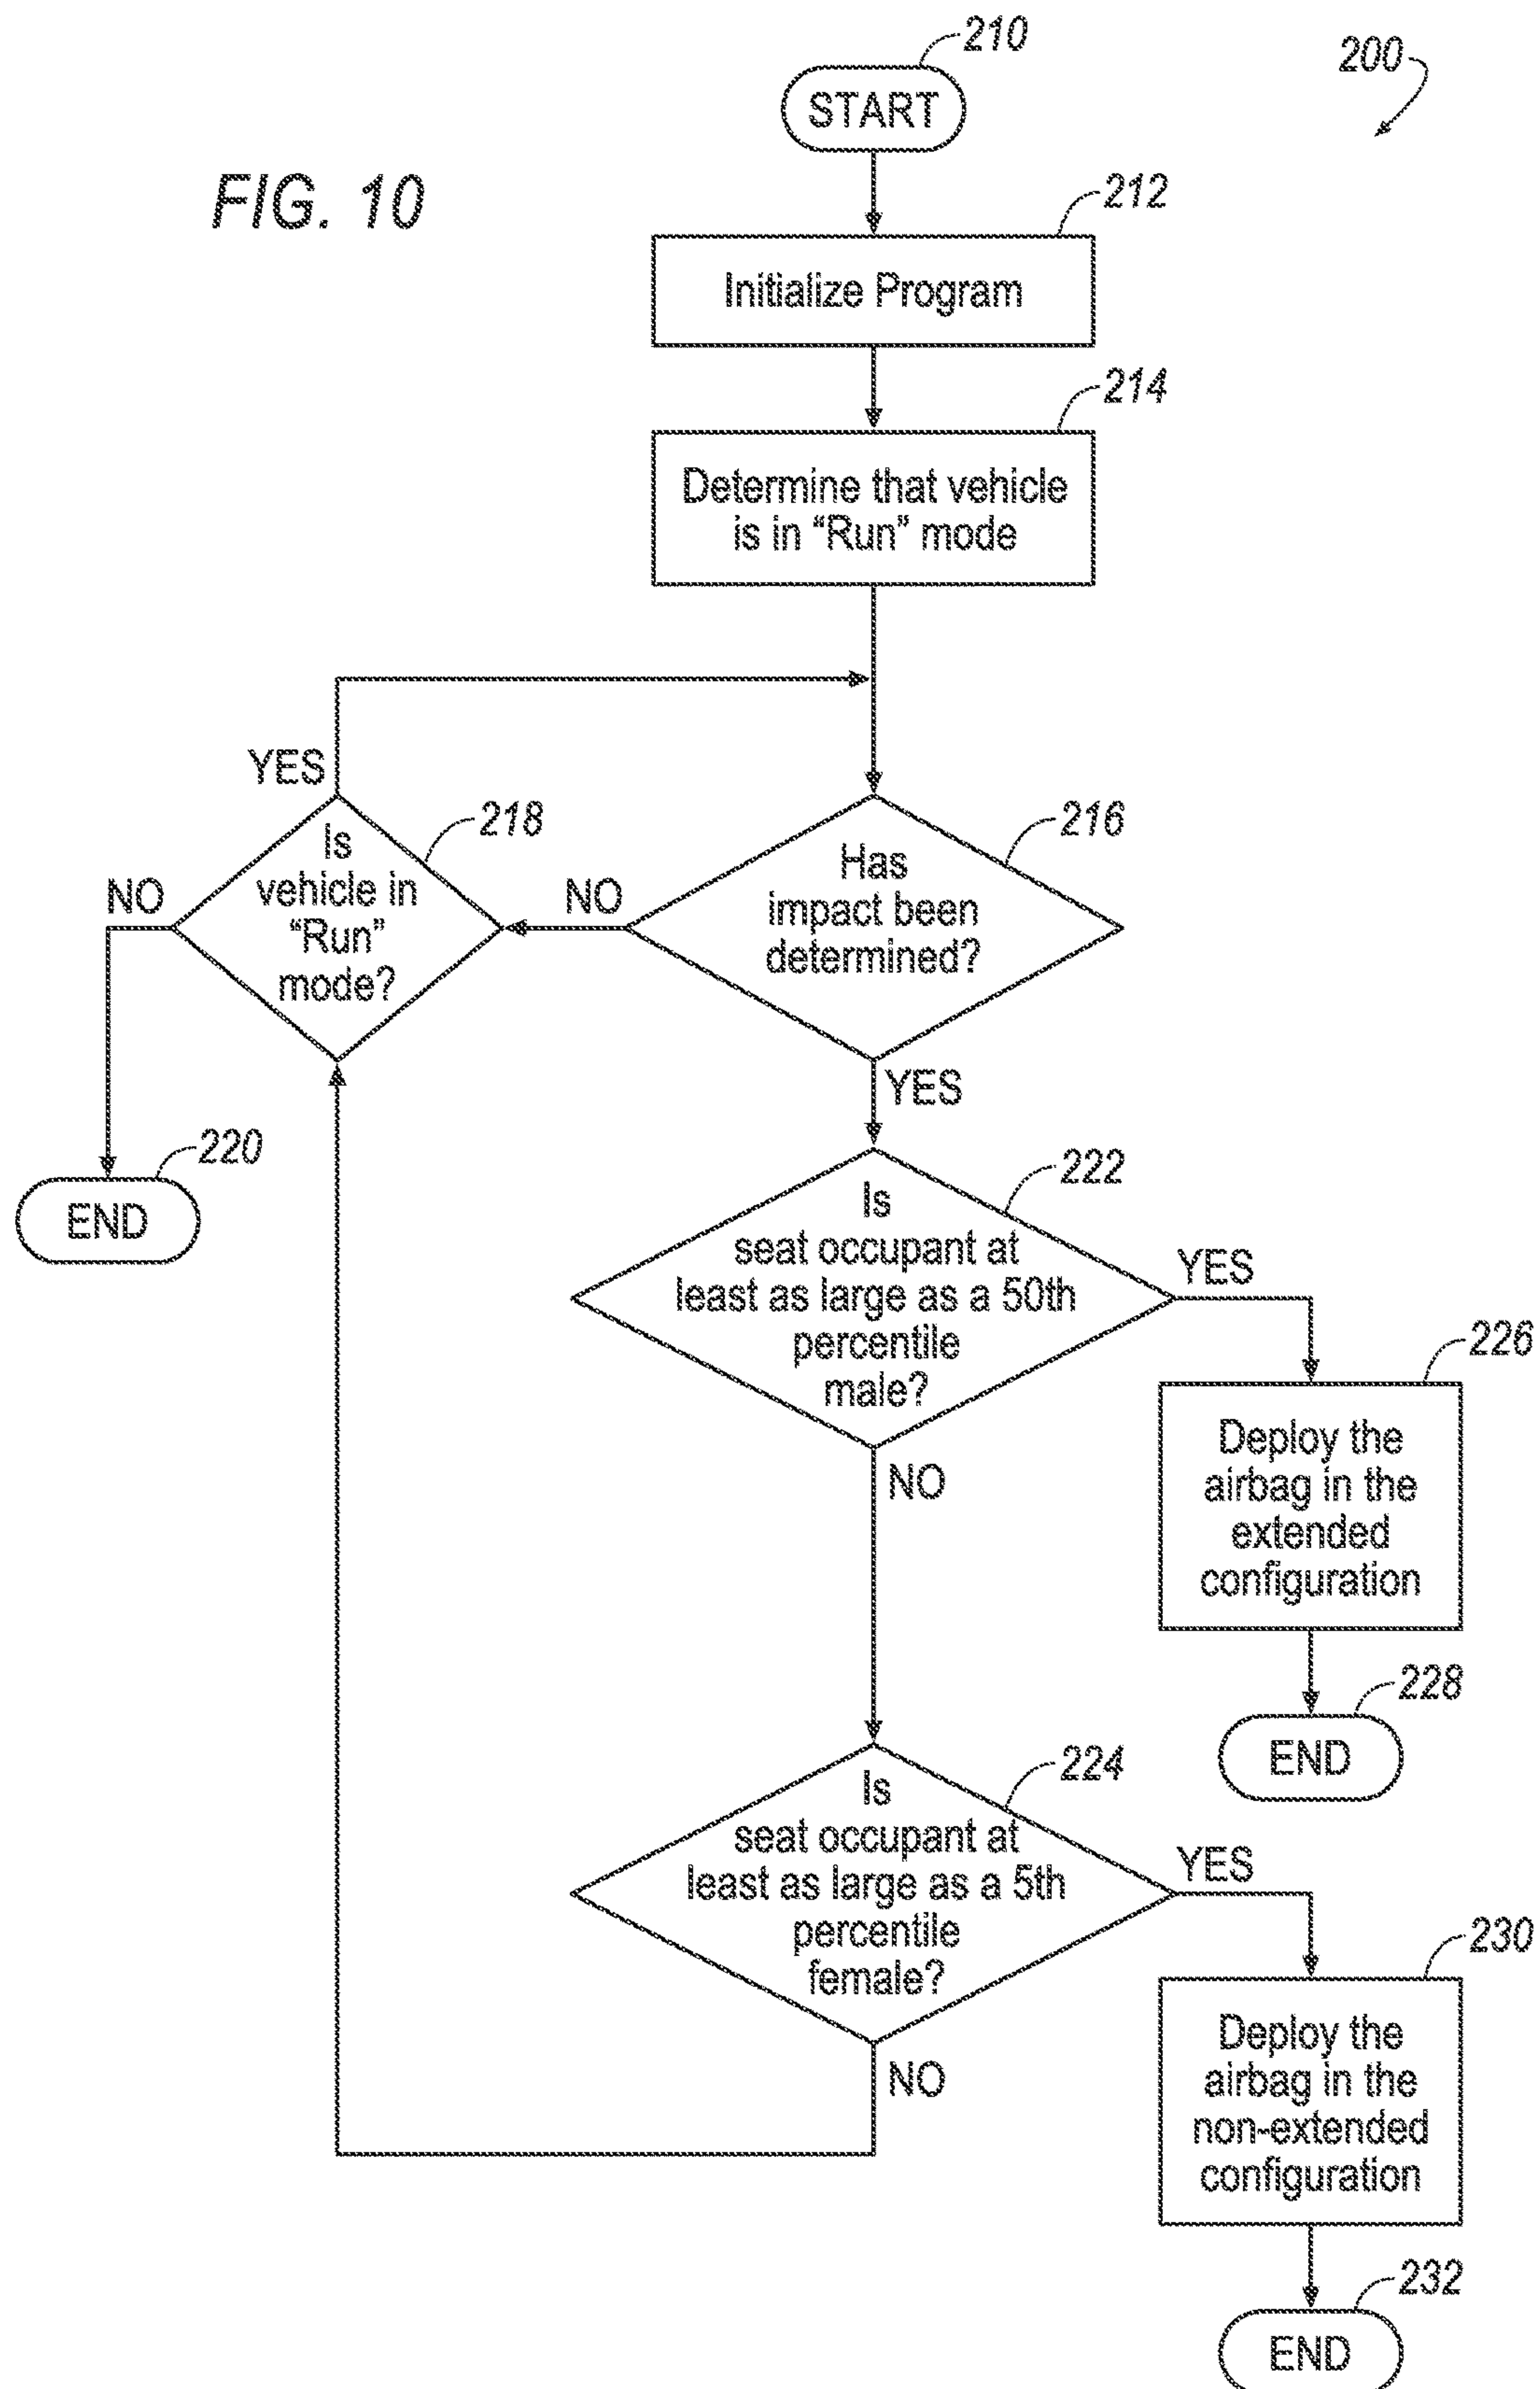 210
200
START
FIG. 10
212
Initialize Program
214
Determine that vehicle
is in “Run” mode
YES
218
216
Is
vehicle in
“Run”
mode?
NO
NO
Has
impact been
determined?
YES
220
END
222
Is
seat occupant at
least as large as a 50th
percentile
male?
YES
226
NO
Deploy the
airbag in the
extended
configuration
228
END
224
Is
seat occupant at
least as large as a 5th
percentile
female?
YES
230
NO
Deploy the
airbag in the
non-extended
configuration
232
END